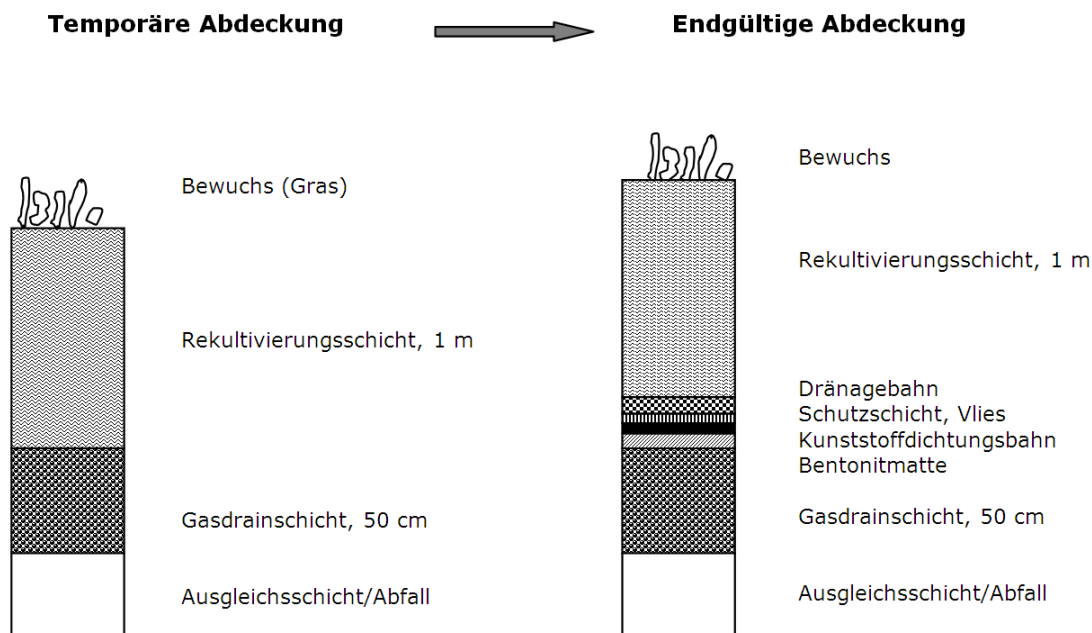 Temporäre Abdeckung
Endgültige Abdeckung
Bewuchs (Gras)
Rekultivierungsschicht, 1 m
Gasdrainschicht, 50 cm
Ausgleichsschicht/Abfall
Bewuchs
Rekultivierungsschicht, 1 m
Dränagebahn
Schutzschicht, Vlies
Kunststoffdichtungsbahn
Bentonitmatte
Gasdrainschicht, 50 cm
Ausgleichsschicht/Abfall